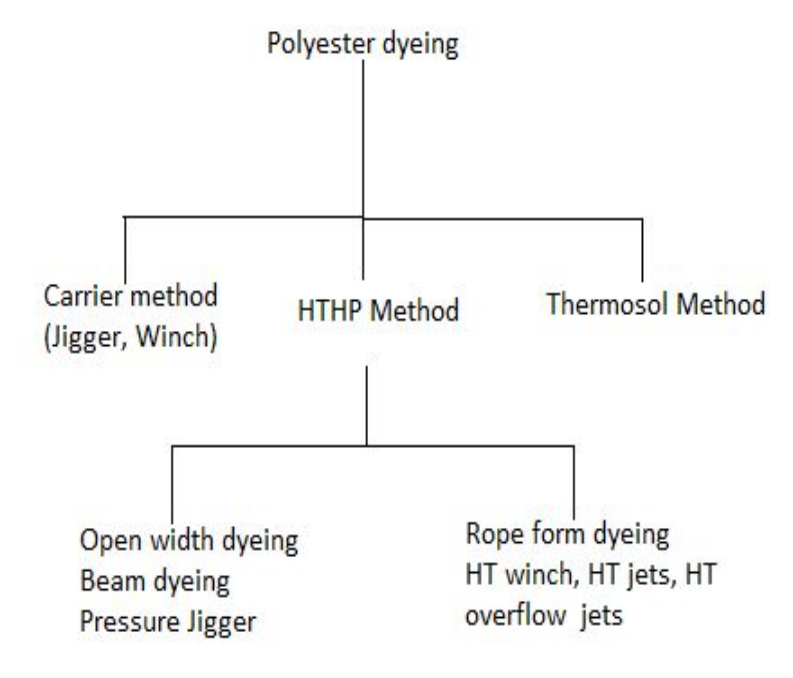 Polyester dyeing
Carrier method
(Jigger, Winch)
HTHP Method
Thermosol Method
Open width dyeing
Beam dyeing
Pressure Jigger
Rope form dyeing
HT winch, HT jets, HT
overflow jets